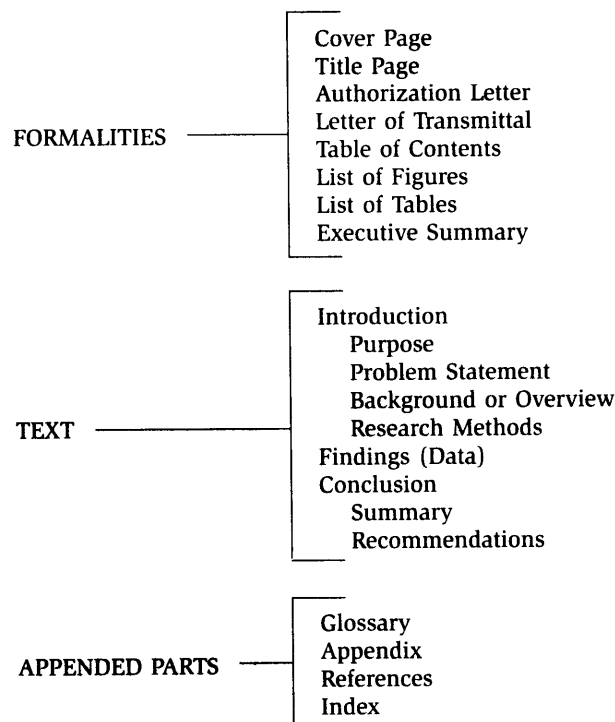 FORMALITIES
Cover Page
Title Page
Authorization Letter
Letter of Transmittal
Table of Contents
List of Figures
List of Tables
Executive Summary
TEXT
Introduction
Purpose
Problem Statement
Background or Overview
Research Methods
Findings (Data)
Conclusion
Summary
Recommendations
APPENDED PARTS
Glossary
Appendix
References
Index